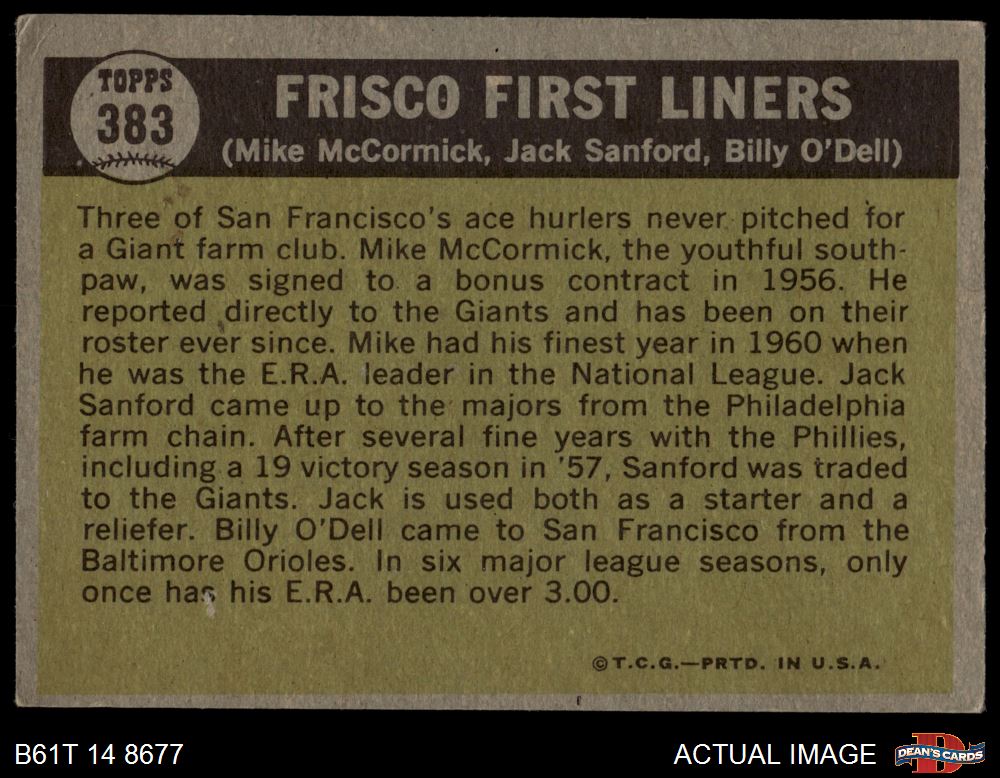 TOPPS
383
FRISCO FIRST LINERS
(Mike McCormick, Jack Sanford, Billy O'Dell)
Three of San Francisco's ace hurlers never pitched for
a Giant farm club. Mike McCormick, the youthful south-
paw, was signed to a bonus contract in 1956. He
reported directly to the Giants and has been on their
roster ever since. Mike had his finest year in 1960 when
he was the E.R.A. leader in the National League. Jack
Sanford came up to the majors from the Philadelphia
farm chain. After several fine years with the Phillies,
including a 19 victory season in '57, Sanford was traded
to the Giants. Jack is used both as a starter and a
reliefer. Billy O'Dell came to San Francisco from the
Baltimore Orioles. In six major league seasons, only
once has his E.R.A. been over 3.00.
©T.C.G.—PRTD. IN U.S.A.
B61T 14 8677
ACTUAL IMAGE
D
DEAN'S CARDS